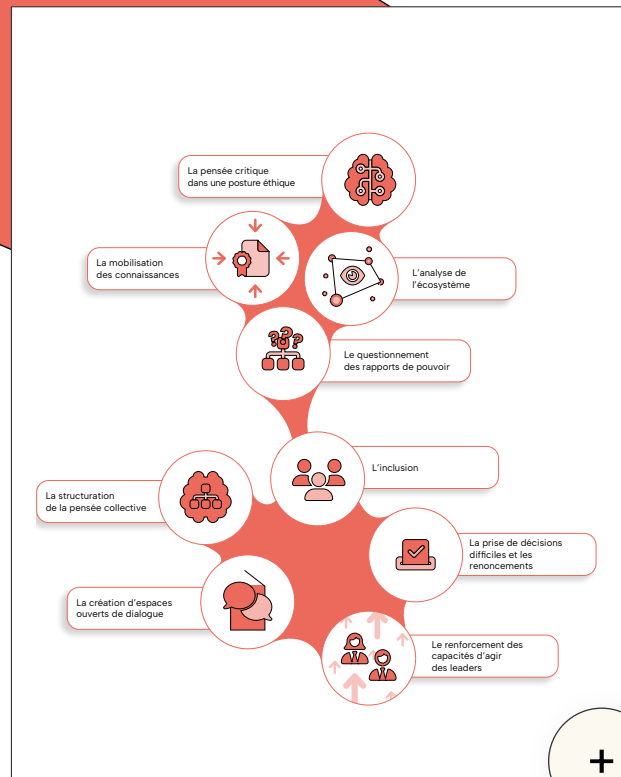 La pensée critique
dans une posture éthique
La mobilisation
des connaissances
L'analyse de
l'écosystème
???
Le questionnement
des rapports de pouvoir
L'inclusion
La structuration
de la pensée collective
La prise de décisions
difficiles et les
renoncements
La création d'espaces
ouverts de dialogue
Le renforcement des
capacités d'agir
des leaders
+